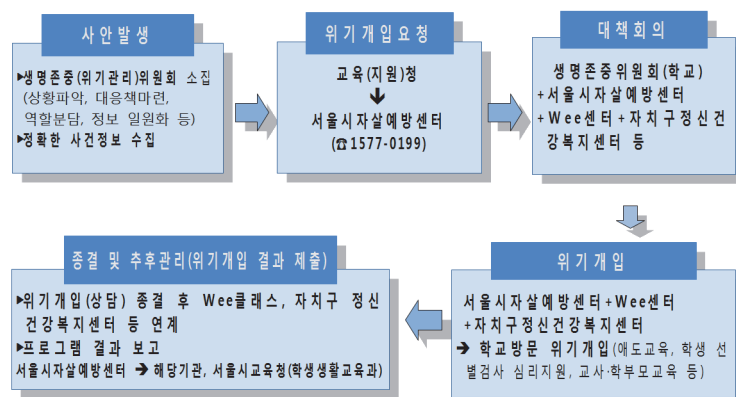 사안발생
▶생명존중(위기관리)위원회 소집
(상황파악, 대응책마련,
역할분담, 정보 일원화 등)
▶정확한 사건정보 수집
위기개입요청
교육(지원)청
🡻
서울시자살예방센터
(☎1577-0199)
대책회의
생명존중위원회(학교)
+서울시자살예방센터
+Wee센터+자치구정신건
강복지센터 등
위기개입
서울시자살예방센터+Wee센터
+자치구정신건강복지센터
➔ 학교방문 위기개입(애도교육, 학생 선
별검사 심리지원, 교사·학부모교육 등)
종결 및 추후관리(위기개입 결과 제출)
▶위기개입(상담) 종결 후 Wee클래스, 자치구 정신
건강복지센터 등 연계
▶프로그램 결과 보고
서울시자살예방센터 ➔ 해당기관, 서울시교육청(학생생활교육과)